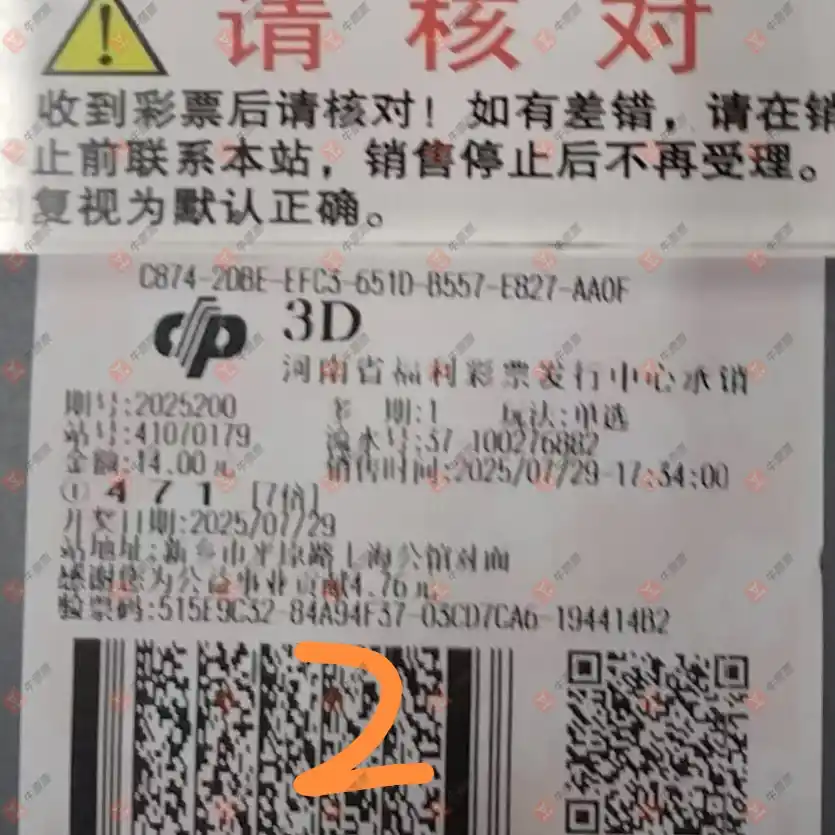 请核对
收到彩票后请核对！如有差错，请在销
止前联系本站，销售停止后不再受理。
回复视为默认正确。
C874-20BE-EFC3-651D-B557-E827-AA0F
3D
河南省福利彩票发行中心承销
期号:2025200 多 期:1 玩法:单选
站号:41070179 流水号:37 100276882
金额:14.00元 销售时间:2025/07/29-17:34:00
① 4 7 1 [7倍]
开奖日期:2025/07/29
站地址:新乡市平原路上海公馆对面
感谢您为公益事业贡献4.76元
验票码:515E9C32-84A94F37-03CD7CA6-194414B2
2